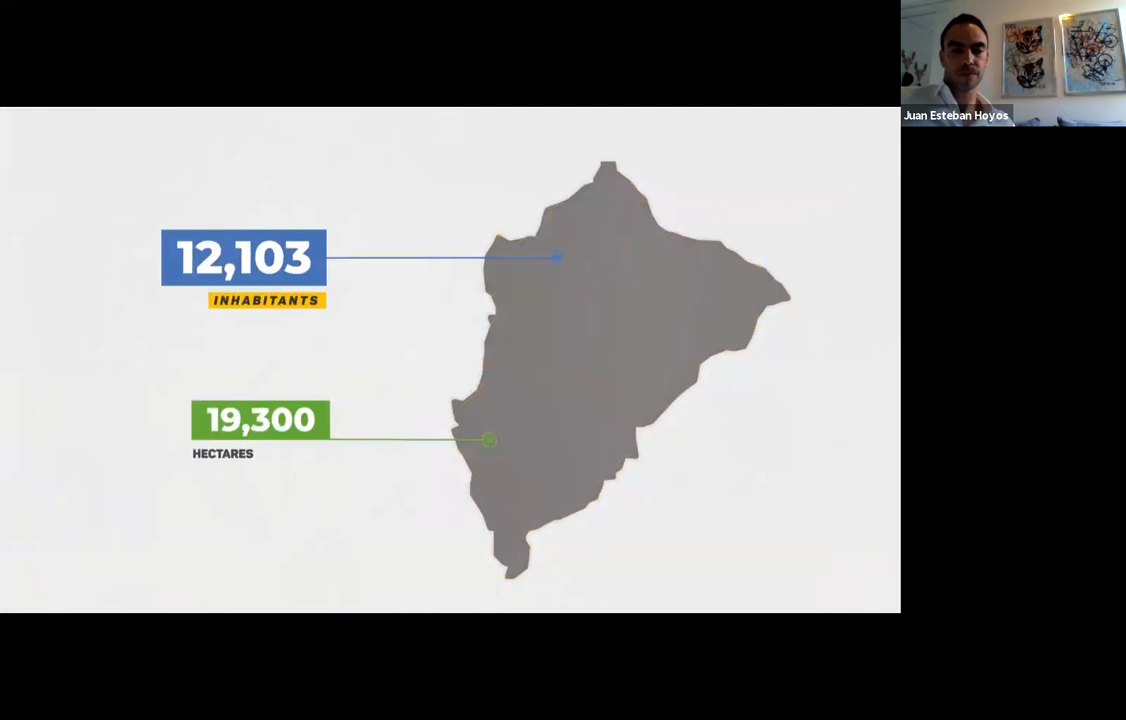 Juan Esteban Hoyos
12,103
INHABITANTS
19,300
HECTARES